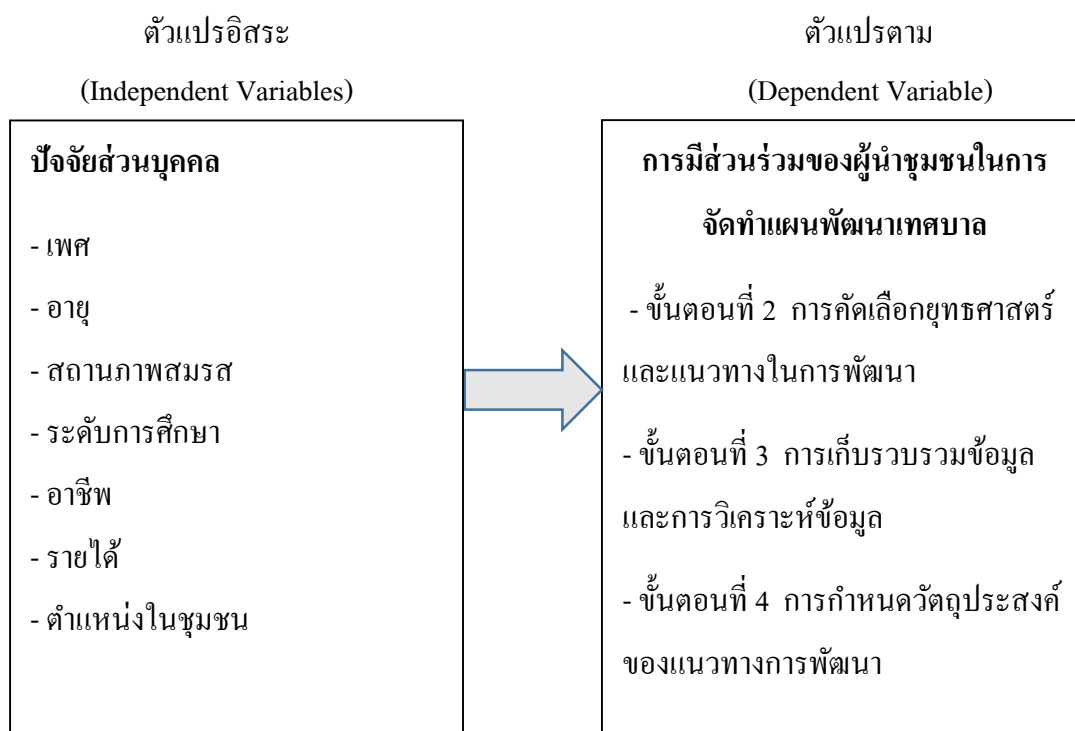 ตัวแปรอิสระ
(Independent Variables)
ปัจจัยส่วนบุคคล
- เพศ
- อายุ
- สถานภาพสมรส
- ระดับการศึกษา
- อาชีพ
- รายได้
- ตำแหน่งในชุมชน
ตัวแปรตาม
(Dependent Variable)
การมีส่วนร่วมของผู้นำชุมชนในการ
จัดทำแผนพัฒนาเทศบาล
- ขั้นตอนที่ 2 การคัดเลือกยุทธศาสตร์
และแนวทางในการพัฒนา
- ขั้นตอนที่ 3 การเก็บรวบรวมข้อมูล
และการวิเคราะห์ข้อมูล
- ขั้นตอนที่ 4 การกำหนดวัตถุประสงค์
ของแนวทางการพัฒนา